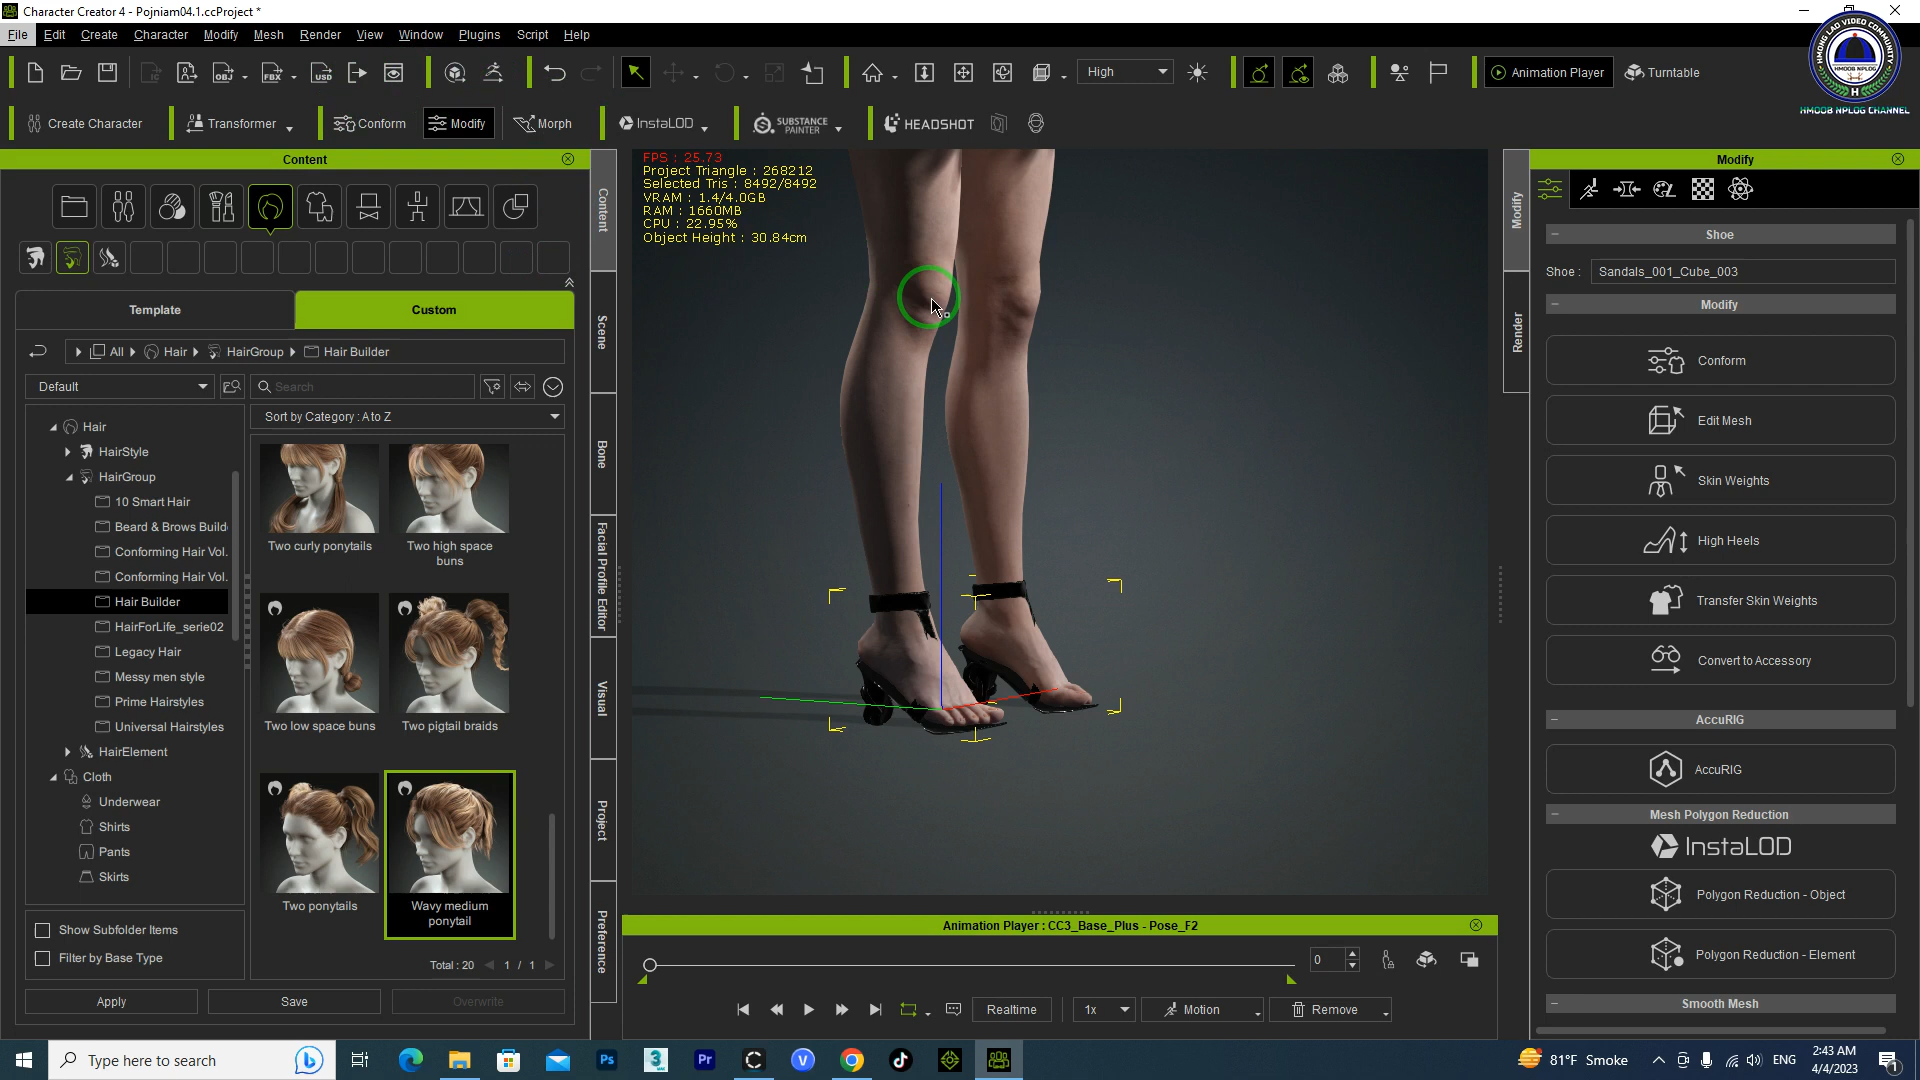 Character Creator 4 - Pojniam04.1.ccProject *
File Edit Create Character Modify Mesh Render View Window Plugins Script Help
High
Animation Player
Turntable
HMONG LAO VIDEO COMMUNITY
HMOOB NPLOG
HMOOB NPLOG CHANNEL
Create Character
Transformer
Conform
Modify
Morph
InstaLOD
SUBSTANCE PAINTER
HEADSHOT
Content
Template
Custom
All Hair HairGroup Hair Builder
Default
Search
Sort by Category : A to Z
Hair
HairStyle
HairGroup
10 Smart Hair
Beard & Brows Build
Conforming Hair Vol.
Conforming Hair Vol.
Hair Builder
HairForLife_serie02
Legacy Hair
Messy men style
Prime Hairstyles
Universal Hairstyles
HairElement
Cloth
Underwear
Shirts
Pants
Skirts
Show Subfolder Items
Filter by Base Type
Two curly ponytails
Two high space buns
Two low space buns
Two pigtail braids
Two ponytails
Wavy medium ponytail
Total : 20 1 / 1
Apply
Save
Overwrite
Content
Scene
Bone
Facial Profile Editor
Visual
Project
Preference
FPS : 25.73
Project Triangle : 268212
Selected Tris : 8492/8492
VRAM : 1.4/4.0GB
RAM : 1660MB
CPU : 22.95%
Object Height : 30.84cm
Animation Player : CC3_Base_Plus - Pose_F2
0
Realtime
1x
Motion
Remove
Modify
Render
Modify
Shoe
Shoe : Sandals_001_Cube_003
Modify
Conform
Edit Mesh
Skin Weights
High Heels
Transfer Skin Weights
Convert to Accessory
AccuRIG
AccuRIG
Mesh Polygon Reduction
InstaLOD
Polygon Reduction - Object
Polygon Reduction - Element
Smooth Mesh
Type here to search
Ps
Pr
81°F Smoke
ENG
2:43 AM
4/4/2023
1